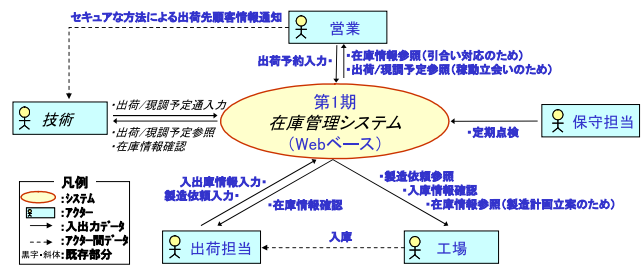 セキュアな方法による出荷先顧客情報通知
営業
出荷予約入力・
・在庫情報参照(引合い対応のため)
・出荷/現調予定参照(稼動立会いのため)
技術
・出荷/現調予定通入力
・出荷/現調予定参照
・在庫情報確認
第1期
在庫管理システム
(Webベース)
・定期点検
保守担当
入出庫情報入力・
製造依頼入力・
・在庫情報確認
・製造依頼参照
・入庫情報確認
・在庫情報参照(製造計画立案のため)
出荷担当
入庫
工場
凡例
:システム
:アクター
:入出力データ
:アクター間データ
黒字・斜体:既存部分